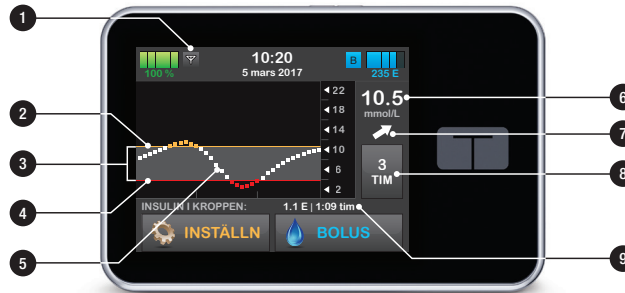 1
10:20
100 %
5 mars 2017
B
235 E
22
18
14
10
6
2
10.5
mmol/L
3
TIM
INSULIN I KROPPEN: 1.1 E | 1:09 tim
INSTÄLLN
BOLUS
2
3
4
5
6
7
8
9